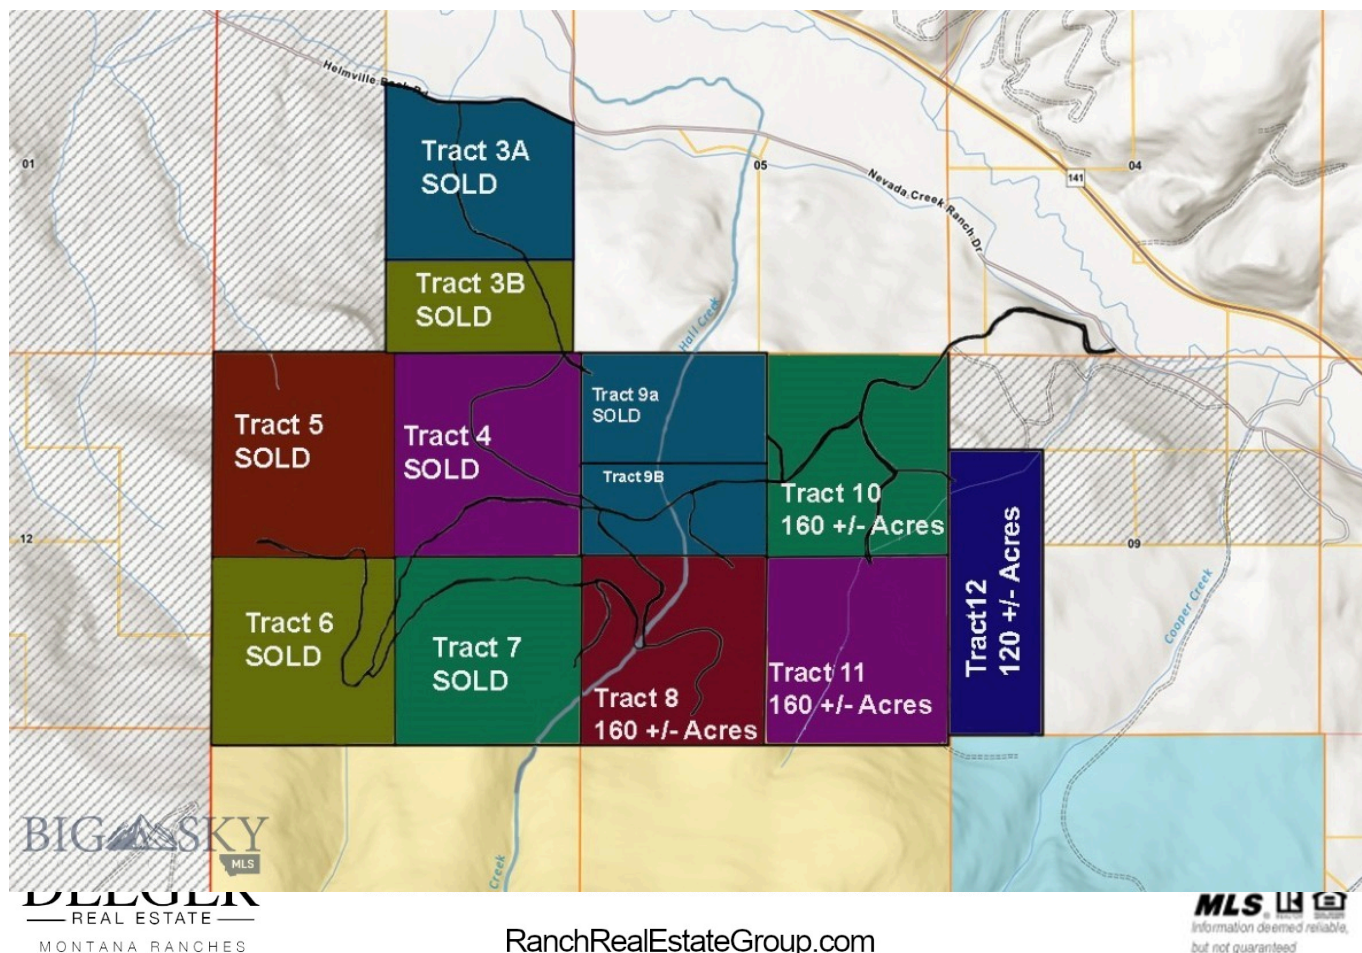 Helmville
01
Tract 3A
SOLD
05
04
141
Nevada Creek Ranch Dr
Tract 3B
SOLD
Hall Creek
Tract 5
SOLD
Tract 4
SOLD
Tract 9a
SOLD
Tract 9B
Tract 10
160 +/- Acres
12
09
Tract12
120 +/- Acres
Cooper Creek
Tract 6
SOLD
Tract 7
SOLD
Tract 8
160 +/- Acres
Tract 11
160 +/- Acres
BIG SKY
MLS
Creek
REAL ESTATE
MONTANA RANCHES
RanchRealEstateGroup.com
MLS
Information deemed reliable,
but not guaranteed